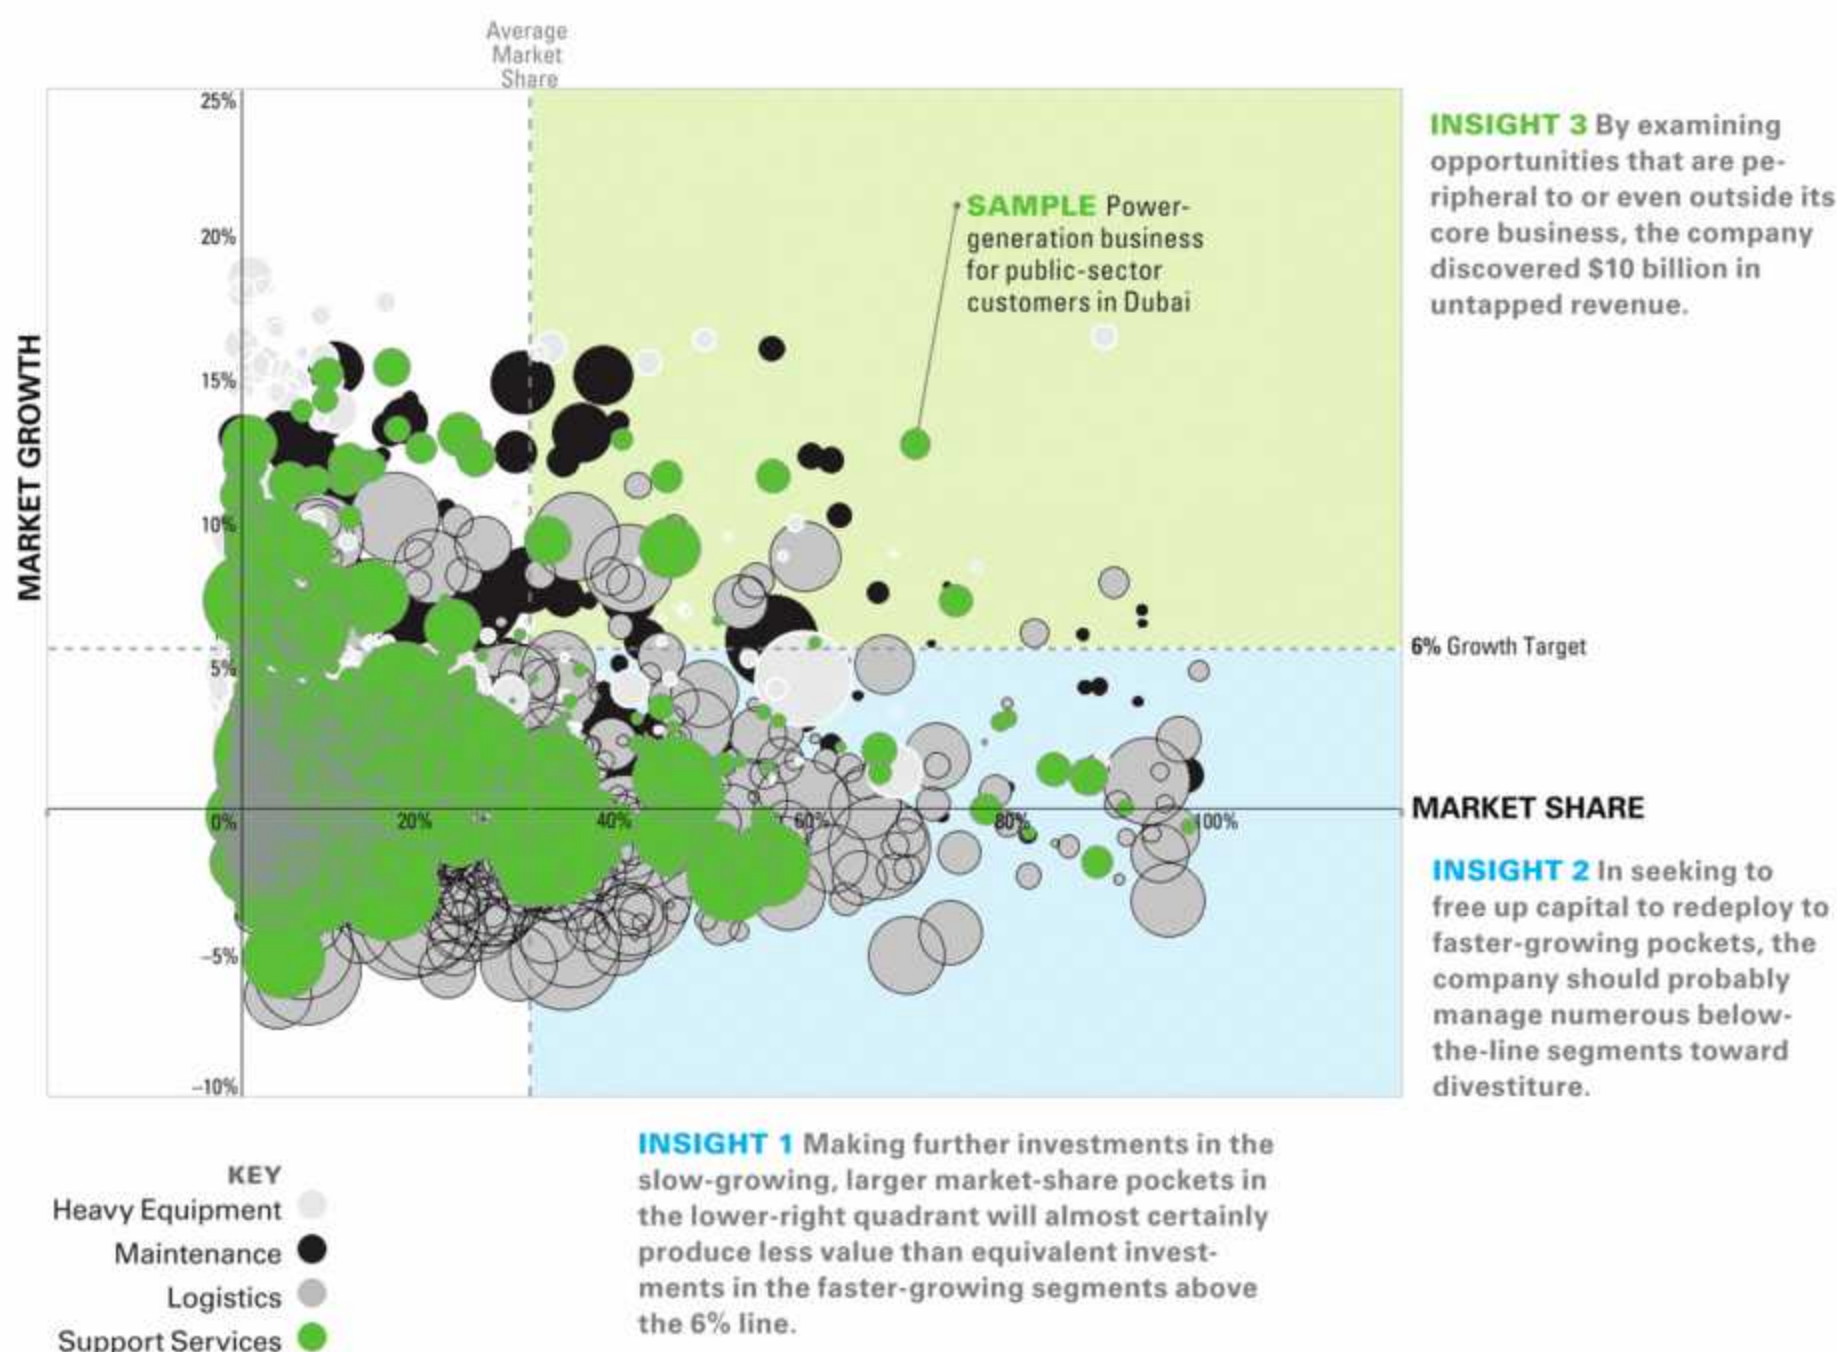 Average
Market
Share
25%
20%
15%
10%
5%
–5%
–10%
MARKET GROWTH
SAMPLE Power-
generation business
for public-sector
customers in Dubai
INSIGHT 3 By examining
opportunities that are pe-
ripheral to or even outside its
core business, the company
discovered $10 billion in
untapped revenue.
6% Growth Target
0% 20% 40% 60% 80% 100%
MARKET SHARE
INSIGHT 2 In seeking to
free up capital to redeploy to
faster-growing pockets, the
company should probably
manage numerous below-
the-line segments toward
divestiture.
INSIGHT 1 Making further investments in the
slow-growing, larger market-share pockets in
the lower-right quadrant will almost certainly
produce less value than equivalent invest-
ments in the faster-growing segments above
the 6% line.
KEY
Heavy Equipment
Maintenance
Logistics
Support Services